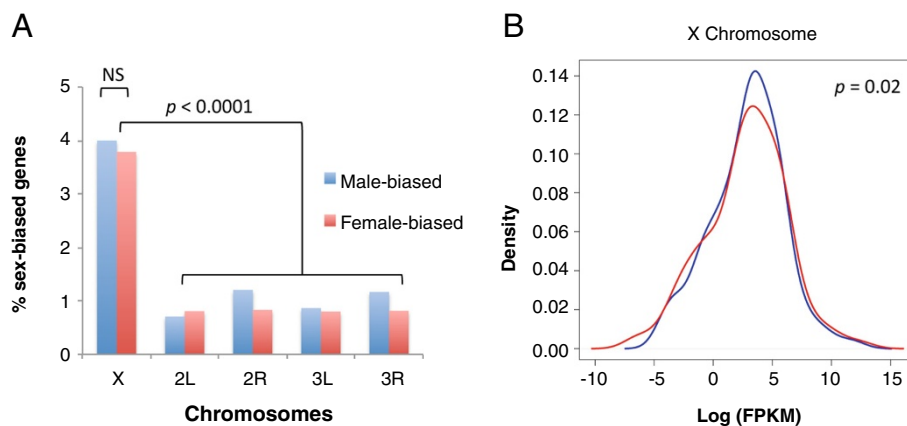 A
NS
p < 0.0001
5
4
3
2
1
0
% sex-biased genes
Male-biased
Female-biased
X 2L 2R 3L 3R
Chromosomes
B
X Chromosome
p = 0.02
0.14
0.12
0.10
0.08
0.06
0.04
0.02
0.00
Density
-10 -5 0 5 10 15
Log (FPKM)